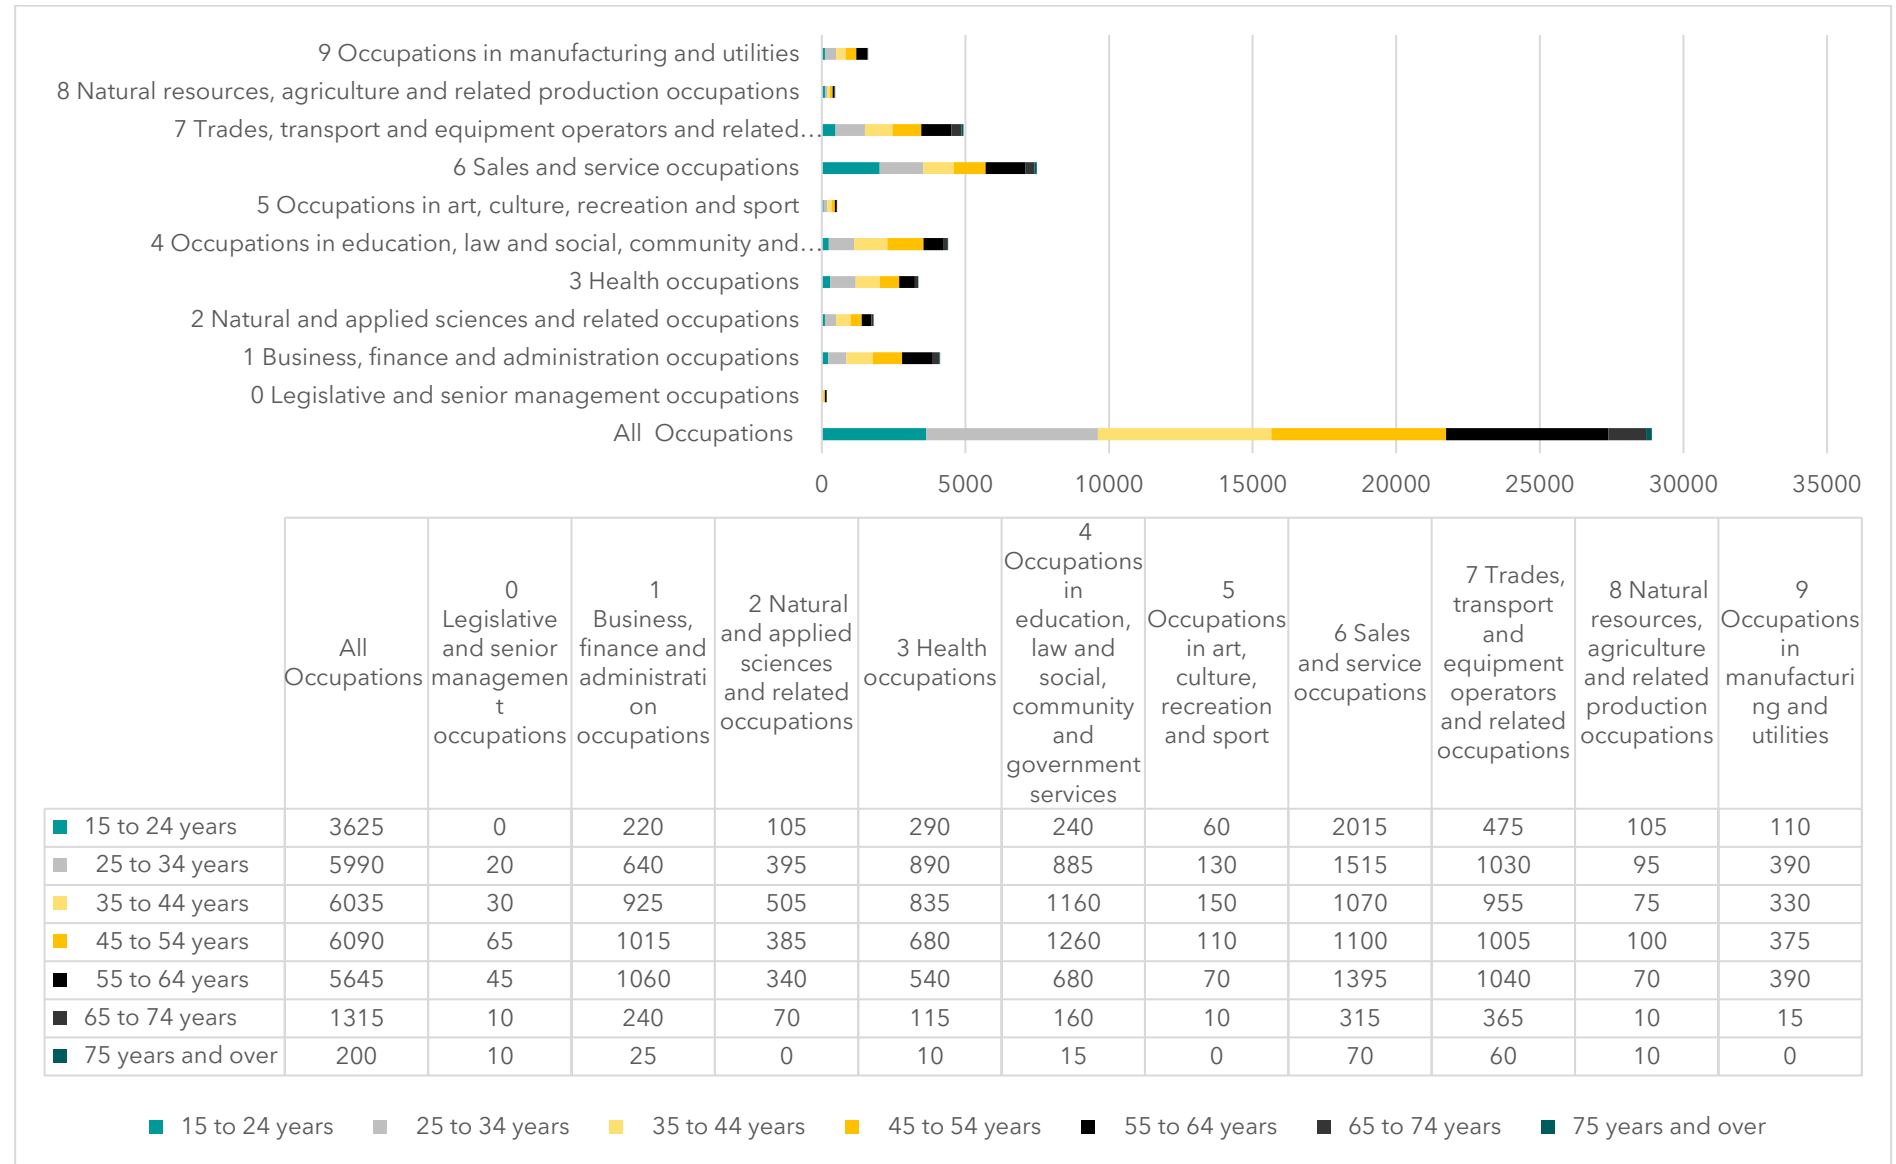 9 Occupations in manufacturing and utilities
8 Natural resources, agriculture and related production occupations
7 Trades, transport and equipment operators and related…
6 Sales and service occupations
5 Occupations in art, culture, recreation and sport
4 Occupations in education, law and social, community and…
3 Health occupations
2 Natural and applied sciences and related occupations
1 Business, finance and administration occupations
0 Legislative and senior management occupations
All Occupations
0 5000 10000 15000 20000 25000 30000 35000
All
Occupations
0
Legislative
and senior
managemen
t
occupations
1
Business,
finance and
administrati
on
occupations
2 Natural
and applied
sciences
and related
occupations
3 Health
occupations
4
Occupations
in
education,
law and
social,
community
and
government
services
5
Occupations
in art,
culture,
recreation
and sport
6 Sales
and service
occupations
7 Trades,
transport
and
equipment
operators
and related
occupations
8 Natural
resources,
agriculture
and related
production
occupations
9
Occupations
in
manufacturi
ng and
utilities
15 to 24 years 3625 0 220 105 290 240 60 2015 475 105 110
25 to 34 years 5990 20 640 395 890 885 130 1515 1030 95 390
35 to 44 years 6035 30 925 505 835 1160 150 1070 955 75 330
45 to 54 years 6090 65 1015 385 680 1260 110 1100 1005 100 375
55 to 64 years 5645 45 1060 340 540 680 70 1395 1040 70 390
65 to 74 years 1315 10 240 70 115 160 10 315 365 10 15
75 years and over 200 10 25 0 10 15 0 70 60 10 0
15 to 24 years 25 to 34 years 35 to 44 years 45 to 54 years 55 to 64 years 65 to 74 years 75 years and over